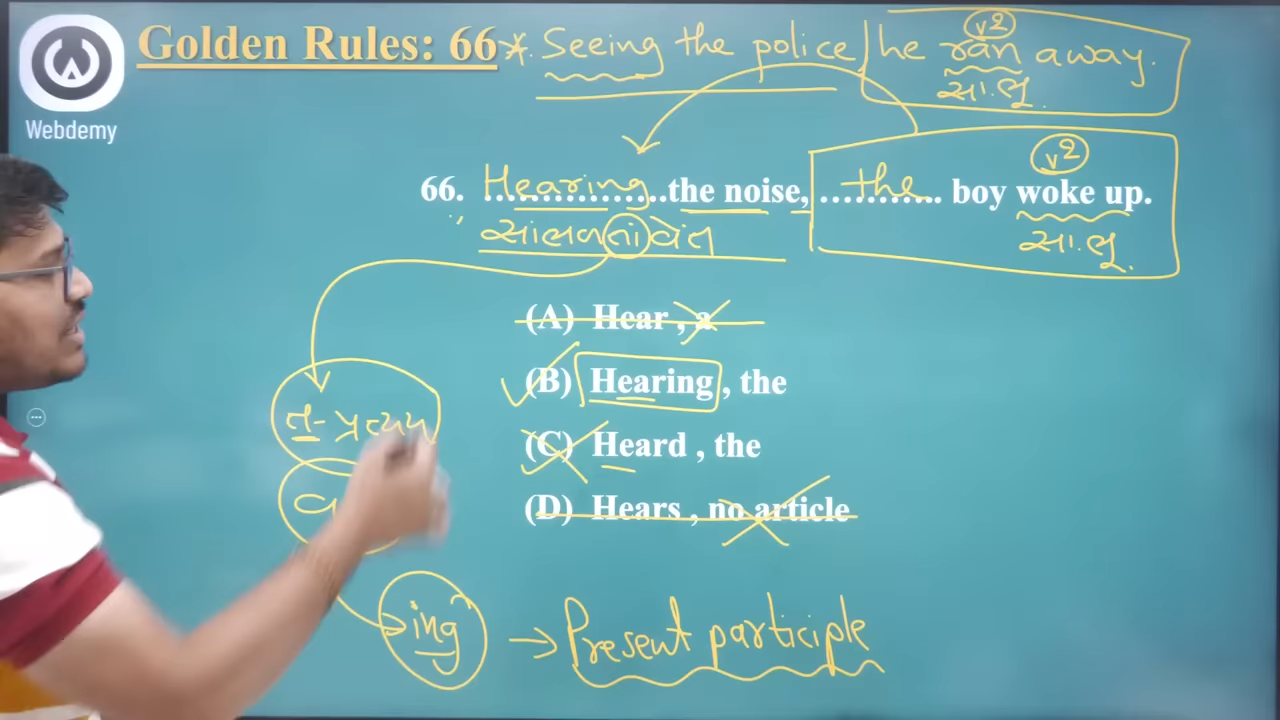 Webdemy
Golden Rules: 66
*. Seeing the police, he ran away.
v2
સા.ભૂ.
66. Hearing the noise, the boy woke up.
v2
સાંભળતાંવેંત
સા.ભૂ.
(A) Hear , a
(B) Hearing , the
(C) Heard , the
(D) Hears , no article
ત- પ્રત્યય
ing → Present participle